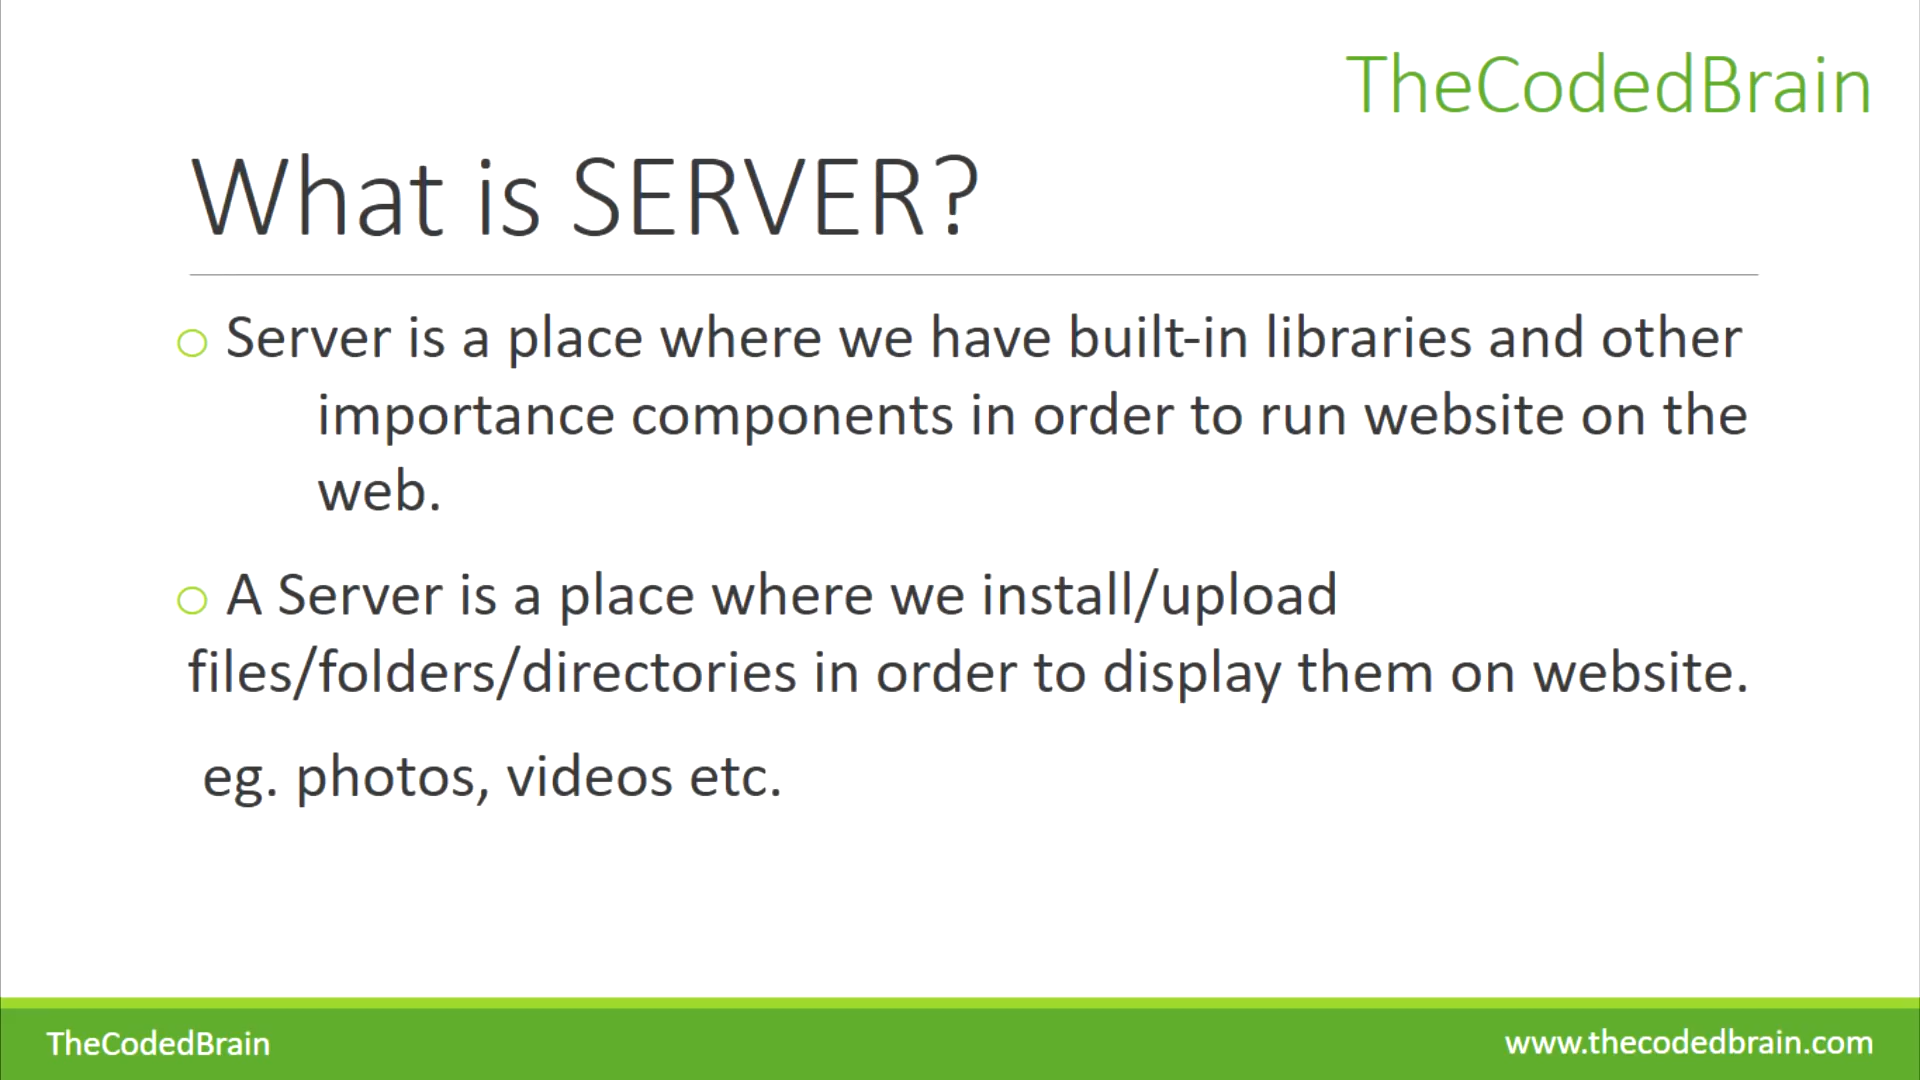 TheCodedBrain
What is SERVER?
Server is a place where we have built-in libraries and other
importance components in order to run website on the
web.
A Server is a place where we install/upload
files/folders/directories in order to display them on website.
eg. photos, videos etc.
TheCodedBrain
www.thecodedbrain.com